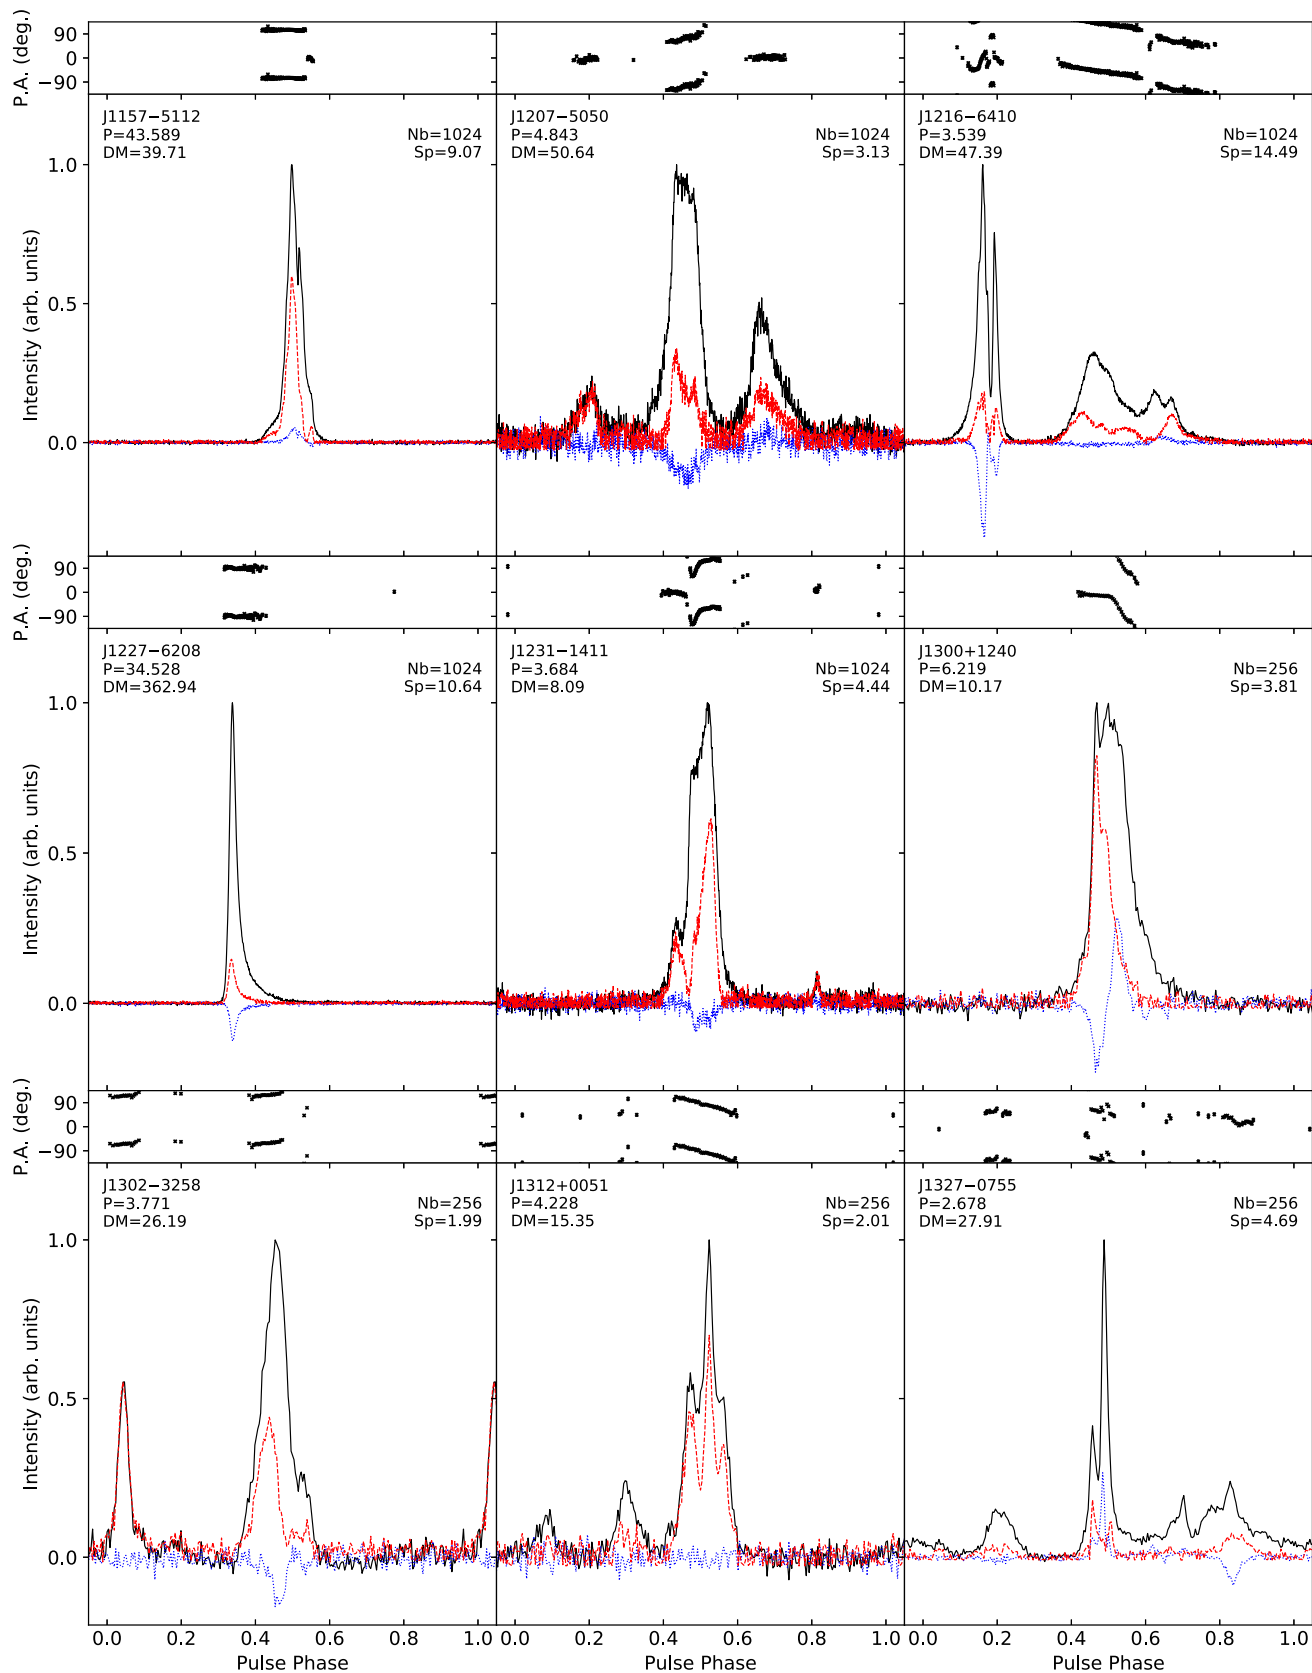 P.A. (deg.)
90
0
−90
J1157−5112
P=43.589
DM=39.71
Nb=1024
Sp=9.07
J1207−5050
P=4.843
DM=50.64
Nb=1024
Sp=3.13
J1216−6410
P=3.539
DM=47.39
Nb=1024
Sp=14.49
Intensity (arb. units)
1.0
0.5
0.0
P.A. (deg.)
90
0
−90
J1227−6208
P=34.528
DM=362.94
Nb=1024
Sp=10.64
J1231−1411
P=3.684
DM=8.09
Nb=1024
Sp=4.44
J1300+1240
P=6.219
DM=10.17
Nb=256
Sp=3.81
Intensity (arb. units)
1.0
0.5
0.0
P.A. (deg.)
90
0
−90
J1302−3258
P=3.771
DM=26.19
Nb=256
Sp=1.99
J1312+0051
P=4.228
DM=15.35
Nb=256
Sp=2.01
J1327−0755
P=2.678
DM=27.91
Nb=256
Sp=4.69
Intensity (arb. units)
1.0
0.5
0.0
0.0 0.2 0.4 0.6 0.8 1.0
0.0 0.2 0.4 0.6 0.8 1.0
0.0 0.2 0.4 0.6 0.8 1.0
Pulse Phase
Pulse Phase
Pulse Phase